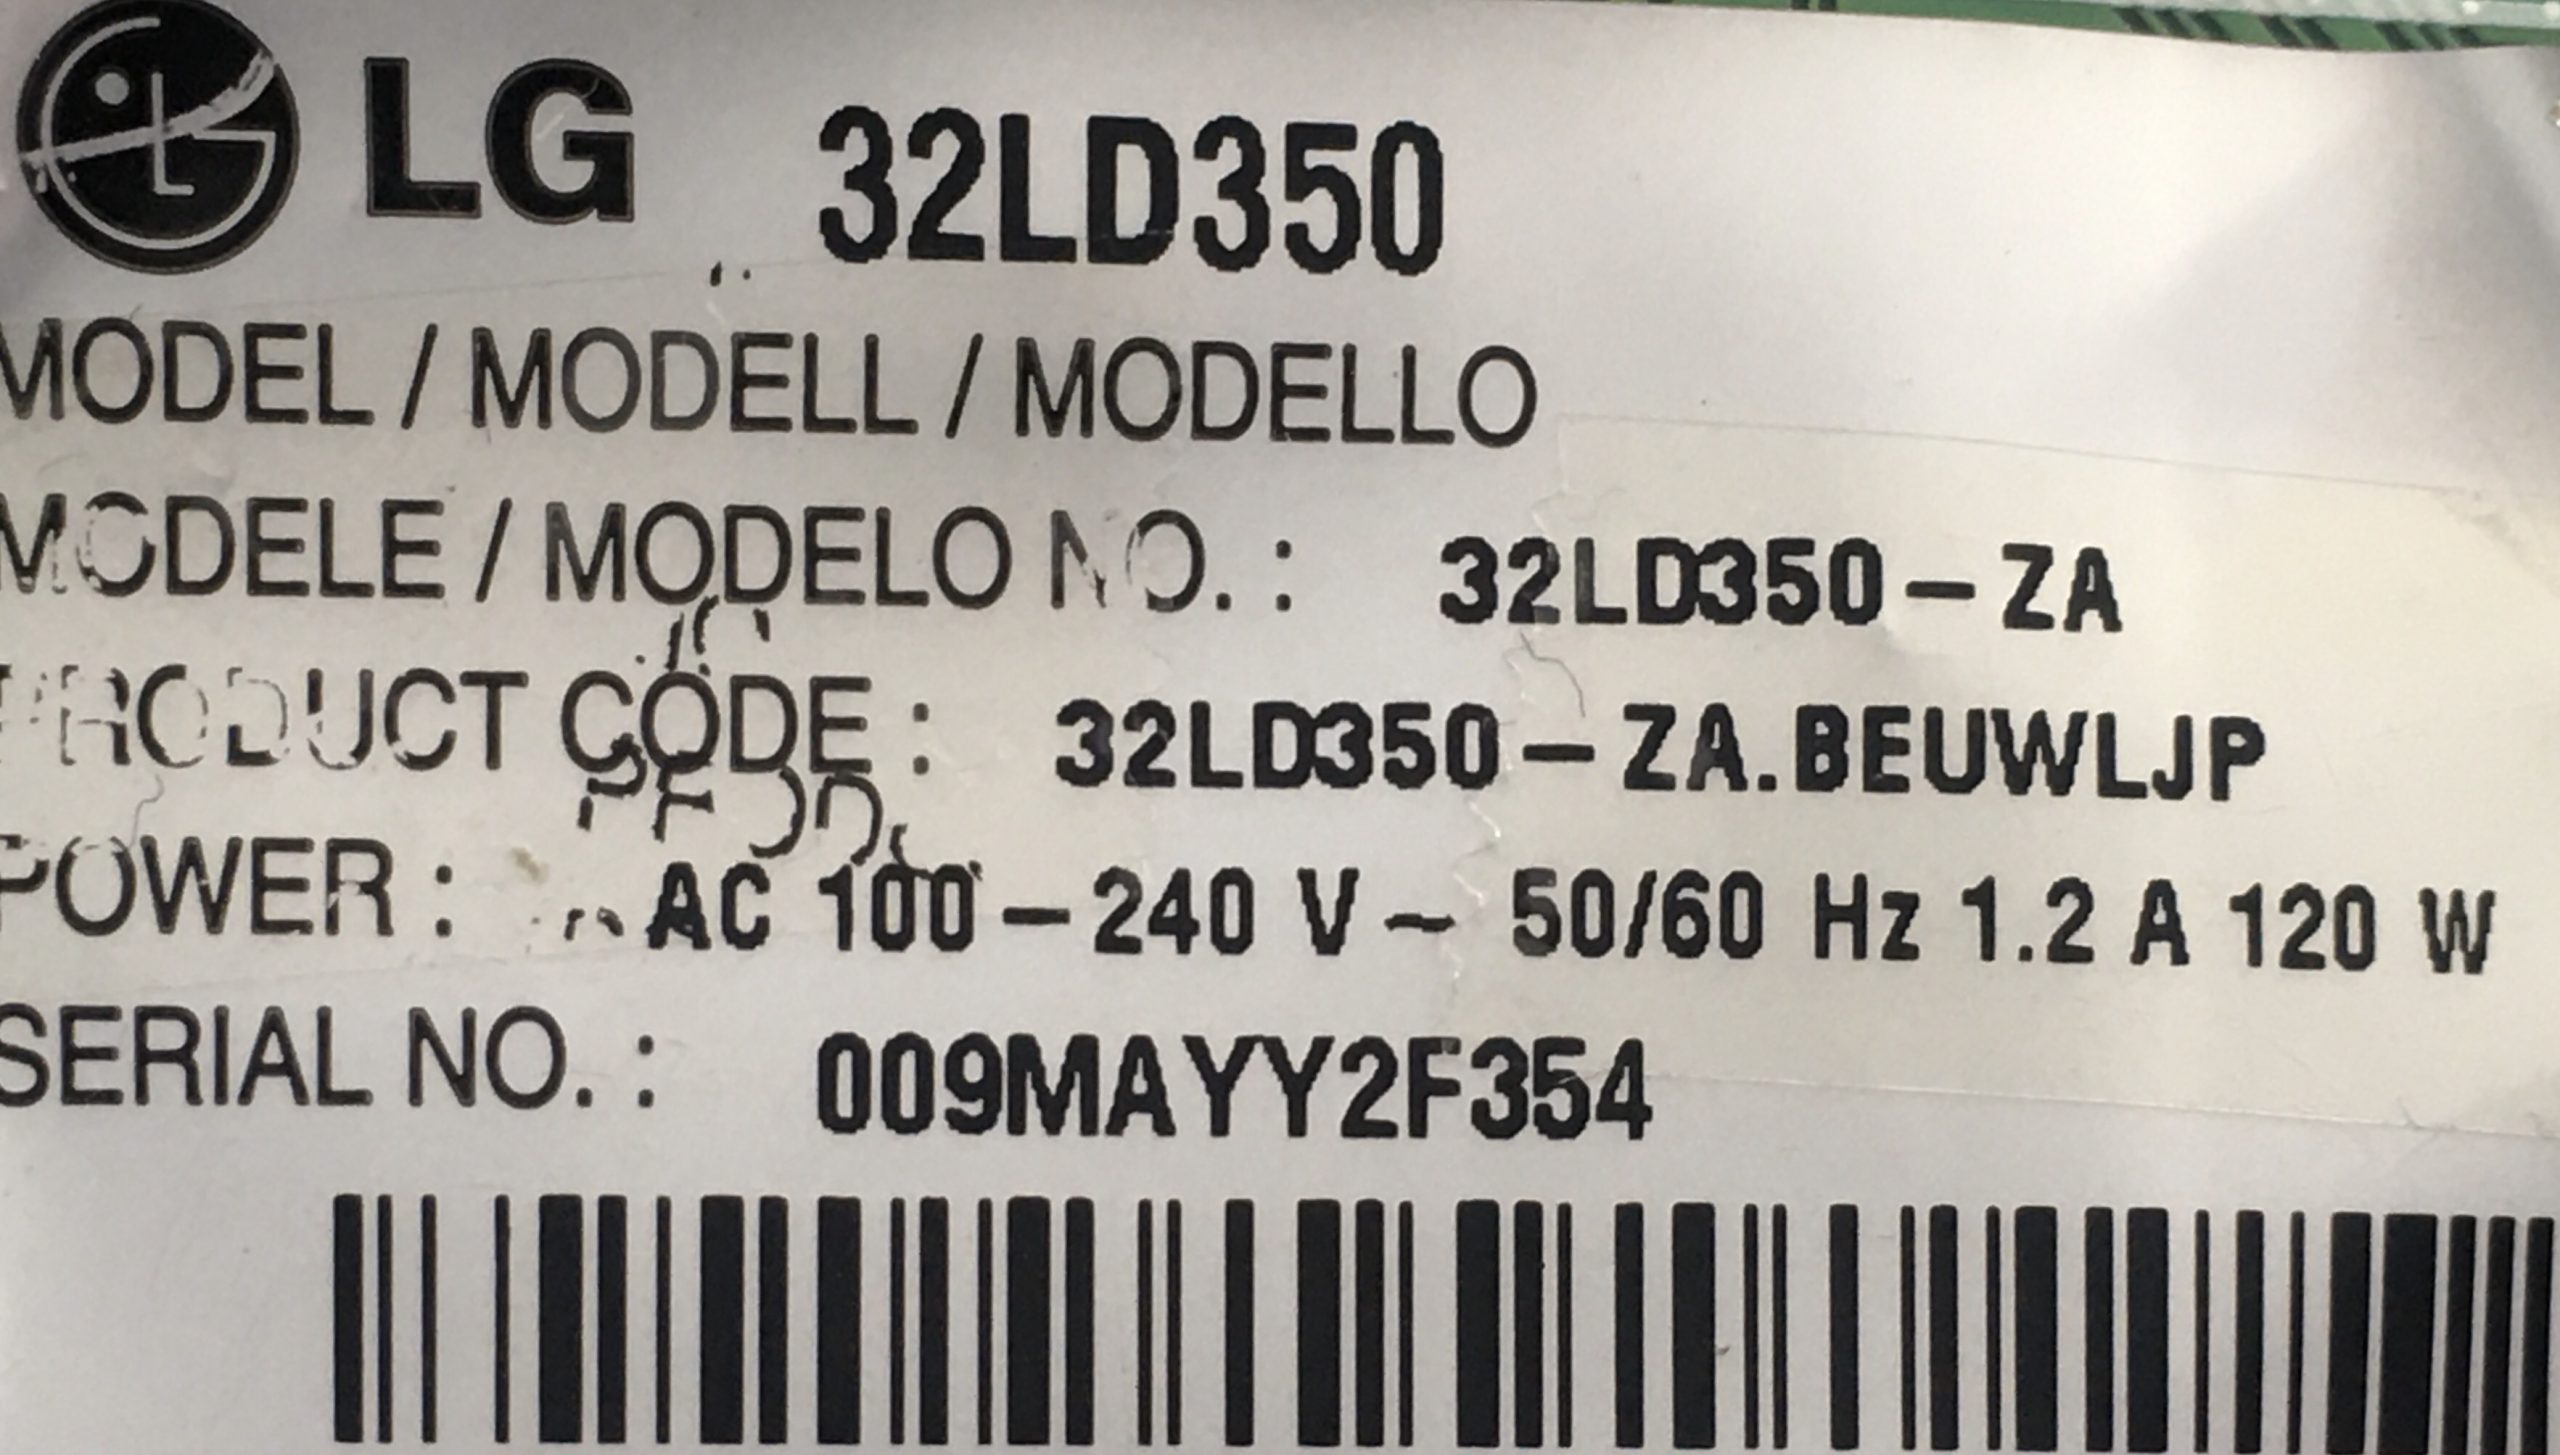 LG 32LD350
MODEL / MODELL / MODELLO
MODELE / MODELO NO. : 32LD350-ZA
PRODUCT CODE : 32LD350-ZA.BEUWLJP
POWER : AC 100-240 V~ 50/60 Hz 1.2 A 120 W
SERIAL NO. : 009MAYY2F354